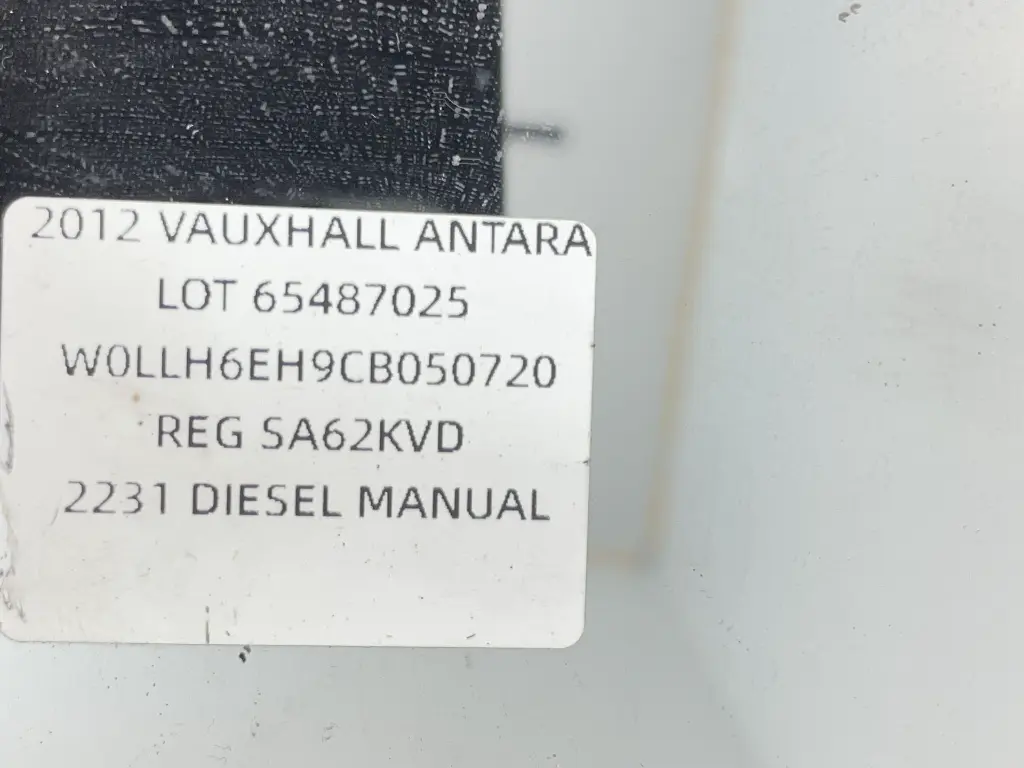 2012 VAUXHALL ANTARA
LOT 65487025
W0LLH6EH9CB050720
REG SA62KVD
2231 DIESEL MANUAL